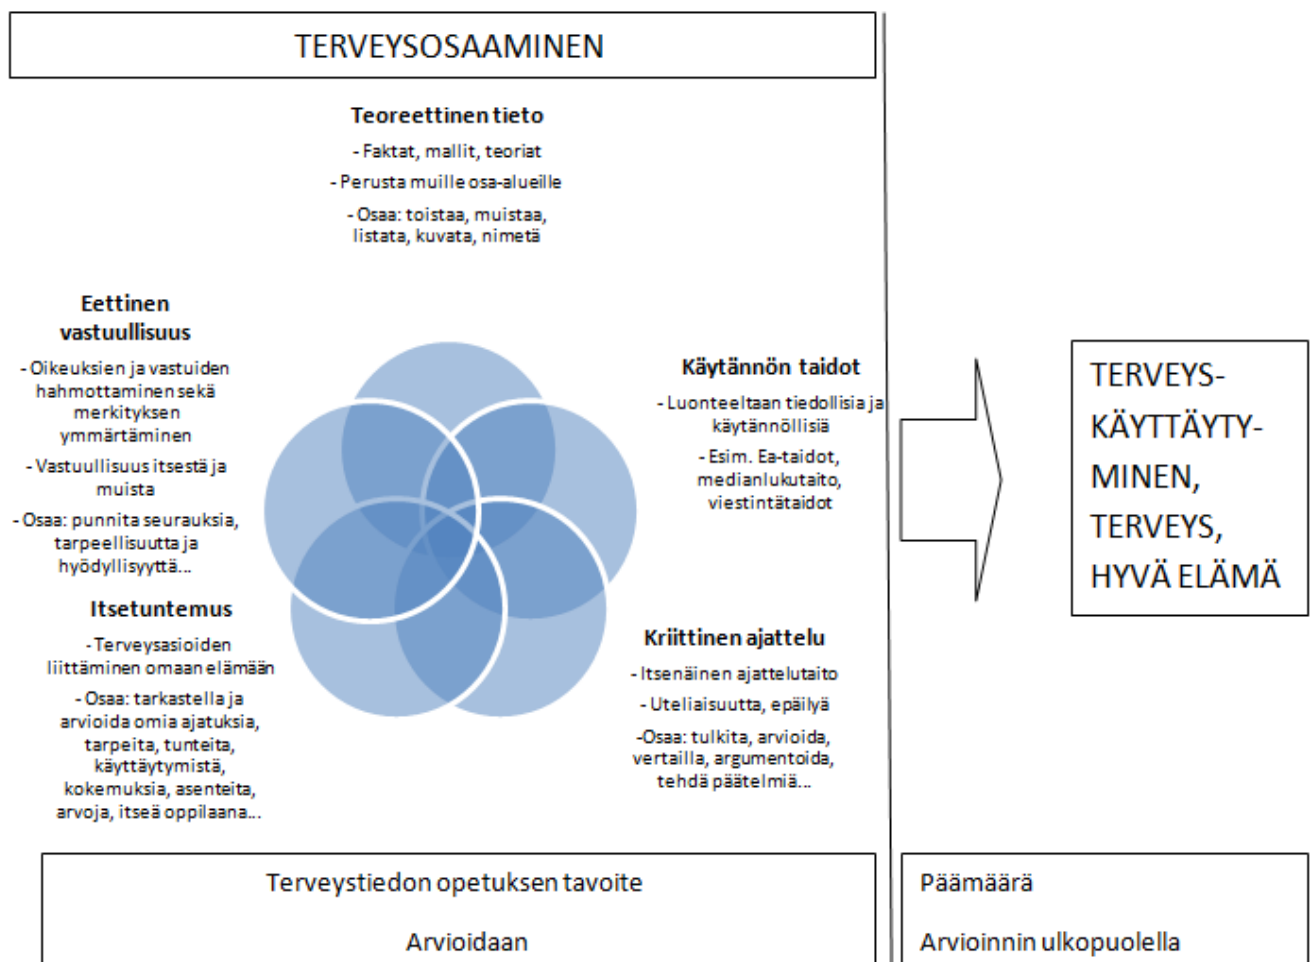 TERVEYSOSAAMINEN
Teoreettinen tieto
- Faktat, mallit, teoriat
- Perusta muille osa-alueille
- Osaa: toistaa, muistaa,
listata, kuvata, nimetä
Eettinen
vastuullisuus
- Oikeuksien ja vastuiden
hahmottaminen sekä
merkityksen
ymmärtäminen
- Vastuullisuus itsestä ja
muista
- Osaa: punnita seurauksia,
tarpeellisuutta ja
hyödyllisyyttä...
Itsetuntemus
- Terveysasioiden
liittäminen omaan elämään
- Osaa: tarkastella ja
arvioida omia ajatuksia,
tarpeita, tunteita,
käyttäytymistä,
kokemuksia, asenteita,
arvoja, itseä oppilaana...
Käytännön taidot
- Luonteeltaan tiedollisia ja
käytännöllisiä
- Esim. Ea-taidot,
medianlukutaito,
viestintätaidot
Kriittinen ajattelu
- Itsenäinen ajattelutaito
- Uteliaisuutta, epäilyä
-Osaa: tulkita, arvioida,
vertailla, argumentoida,
tehdä päätelmiä...
TERVEYS-
KÄYTTÄYTY-
MINEN,
TERVEYS,
HYVÄ ELÄMÄ
Terveystiedon opetuksen tavoite
Arvioidaan
Päämäärä
Arvioinnin ulkopuolella